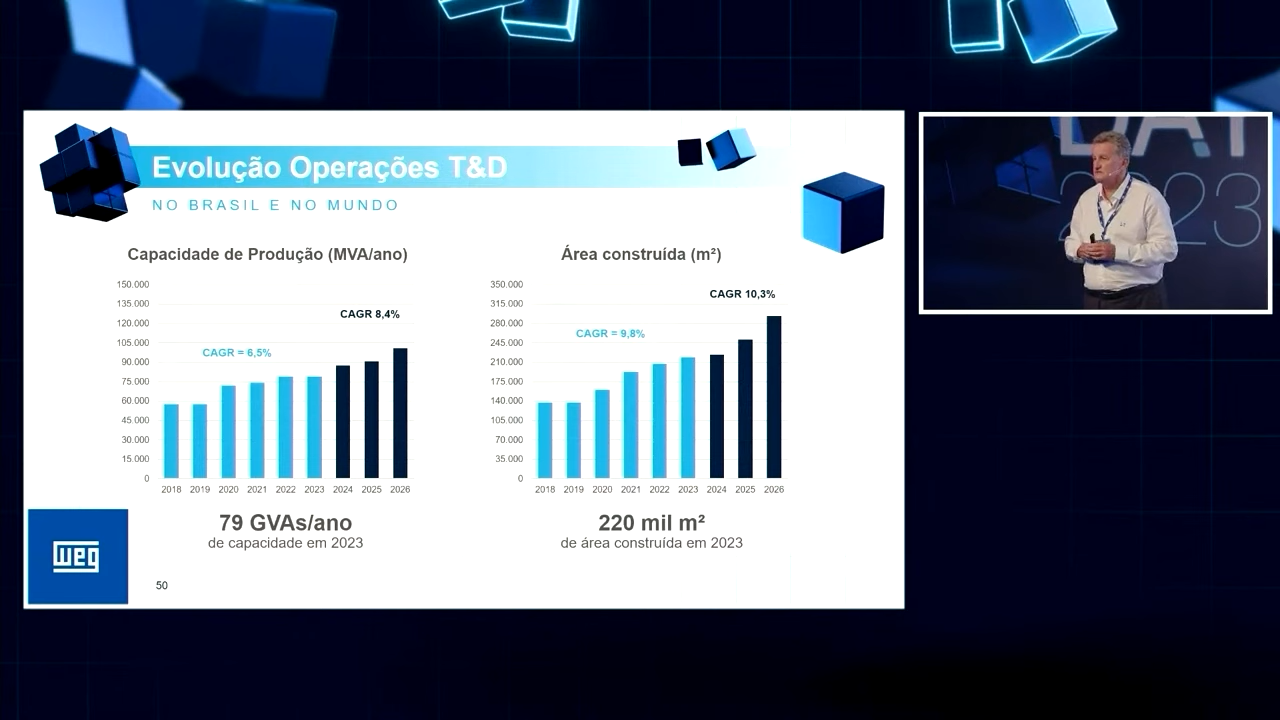 Evolução Operações T&D
NO BRASIL E NO MUNDO
Capacidade de Produção (MVA/ano)
150.000
135.000
120.000
105.000
90.000
75.000
60.000
45.000
30.000
15.000
0
CAGR = 6,5%
CAGR 8,4%
2018 2019 2020 2021 2022 2023 2024 2025 2026
79 GVAs/ano
de capacidade em 2023
Área construída (m²)
350.000
315.000
280.000
245.000
210.000
175.000
140.000
105.000
70.000
35.000
0
CAGR = 9,8%
CAGR 10,3%
2018 2019 2020 2021 2022 2023 2024 2025 2026
220 mil m²
de área construída em 2023
weg
50
DAY
2023